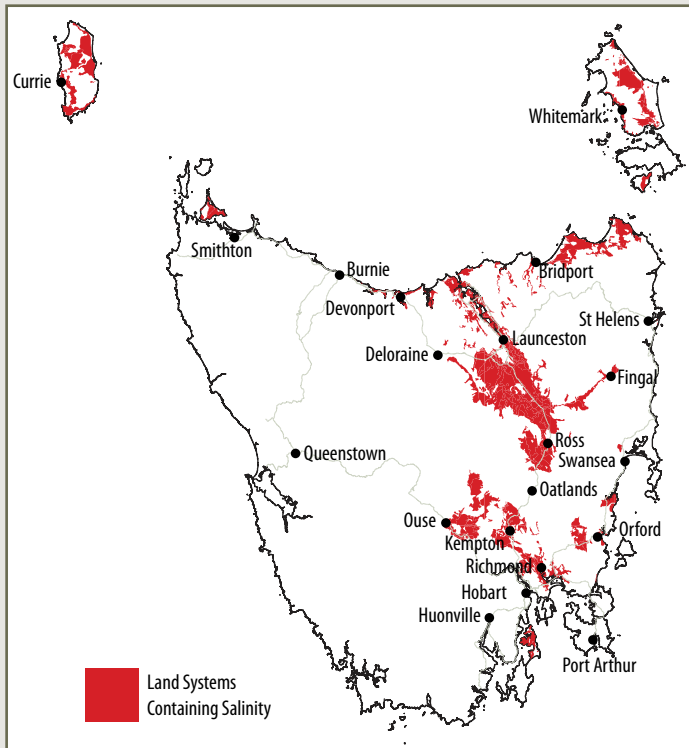 Currie
Whitemark
Smithton
Burnie
Bridport
Devonport
St Helens
Launceston
Deloraine
Fingal
Ross
Queenstown
Swansea
Oatlands
Ouse
Orford
Kempton
Richmond
Hobart
Huonville
Port Arthur
Land Systems
Containing Salinity